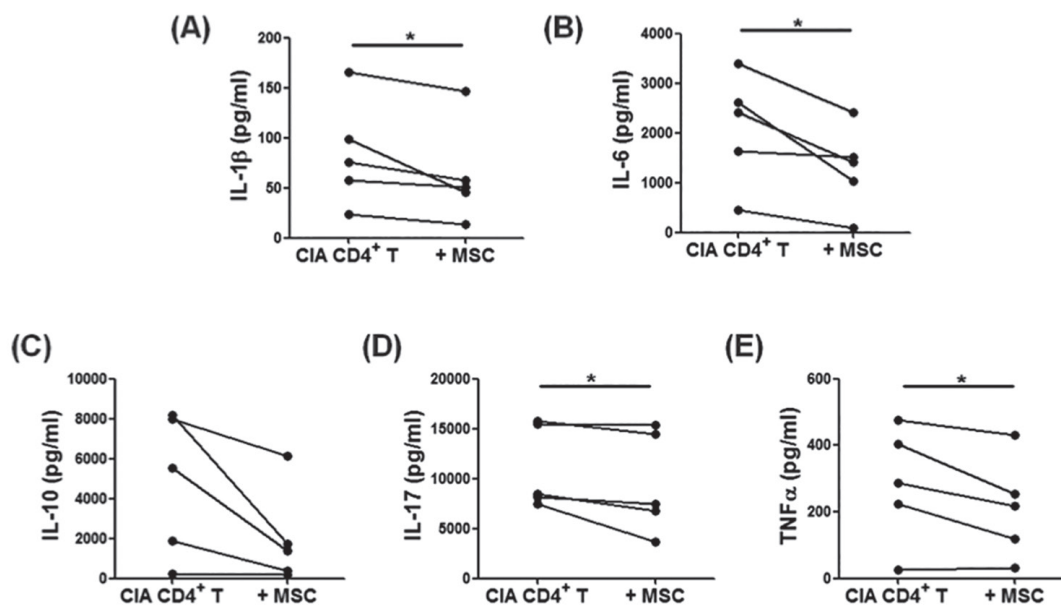 (A)
*
200
150
100
50
0
IL-1β (pg/ml)
CIA CD4⁺ T + MSC
(B)
*
4000
3000
2000
1000
0
IL-6 (pg/ml)
CIA CD4⁺ T + MSC
(C)
10000
8000
6000
4000
2000
0
IL-10 (pg/ml)
CIA CD4⁺ T + MSC
(D)
*
20000
15000
10000
5000
0
IL-17 (pg/ml)
CIA CD4⁺ T + MSC
(E)
*
600
400
200
0
TNFα (pg/ml)
CIA CD4⁺ T + MSC